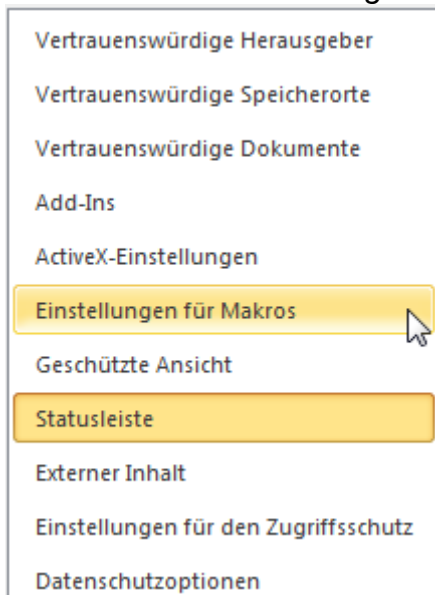 Vertrauenswürdige Herausgeber
Vertrauenswürdige Speicherorte
Vertrauenswürdige Dokumente
Add-Ins
ActiveX-Einstellungen
Einstellungen für Makros
Geschützte Ansicht
Statusleiste
Externer Inhalt
Einstellungen für den Zugriffsschutz
Datenschutzoptionen